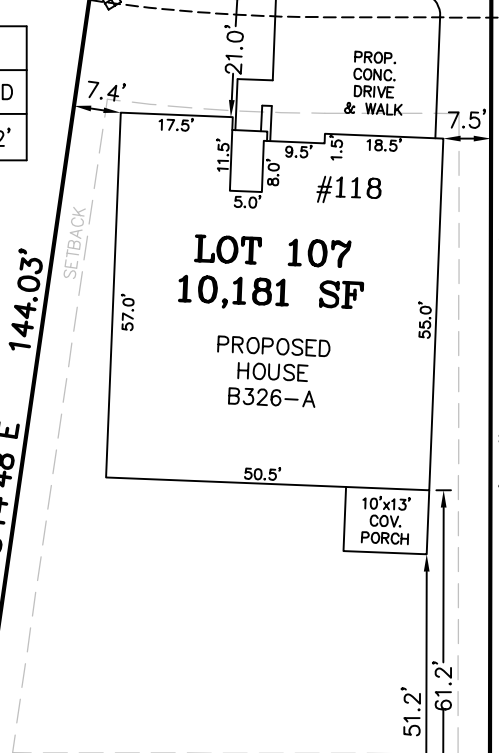 21.0'
PROP.
CONC.
DRIVE
& WALK
D
2'
7.4'
7.5'
17.5'
11.5'
8.0'
9.5'
1.5'
18.5'
5.0'
#118
SETBACK
LOT 107
10,181 SF
144.03'
57.0'
55.0'
PROPOSED
HOUSE
B326-A
48" E
50.5'
10'x13'
COV.
PORCH
51.2'
61.2'